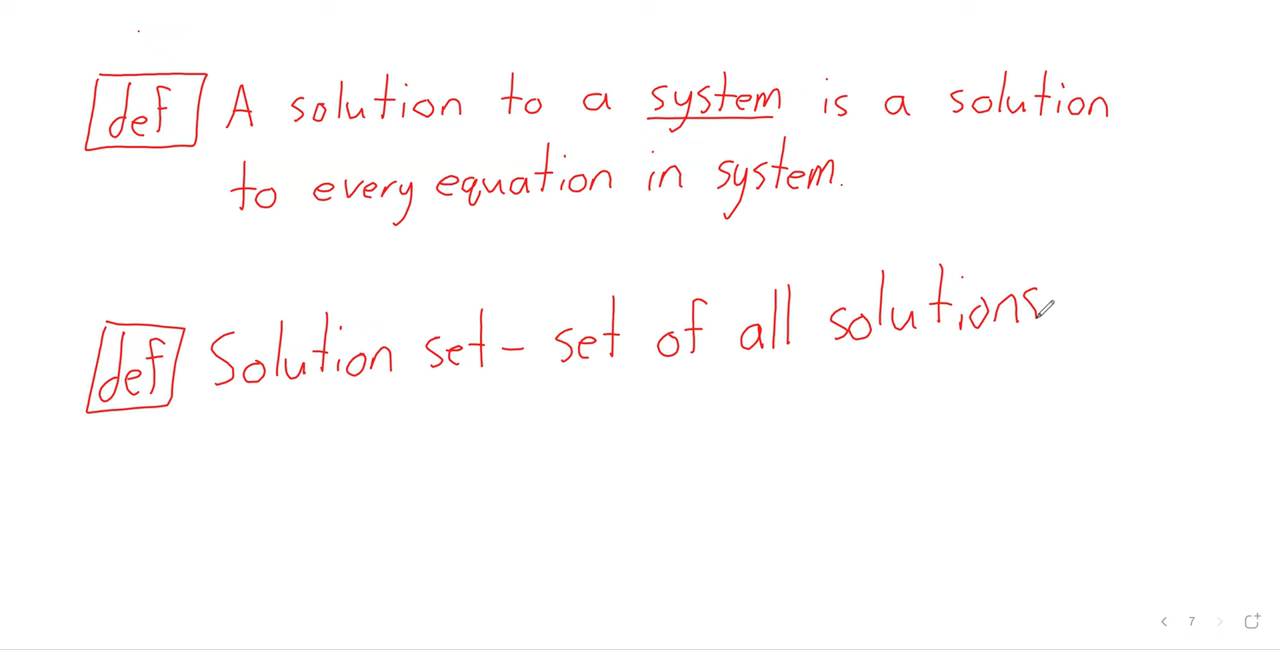 def A solution to a system is a solution
to every equation in system.
def Solution set - set of all solutions
7